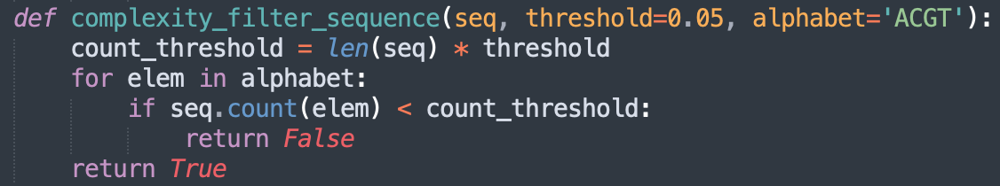 def complexity_filter_sequence(seq, threshold=0.05, alphabet='ACGT'):
    count_threshold = len(seq) * threshold
    for elem in alphabet:
        if seq.count(elem) < count_threshold:
            return False
    return True